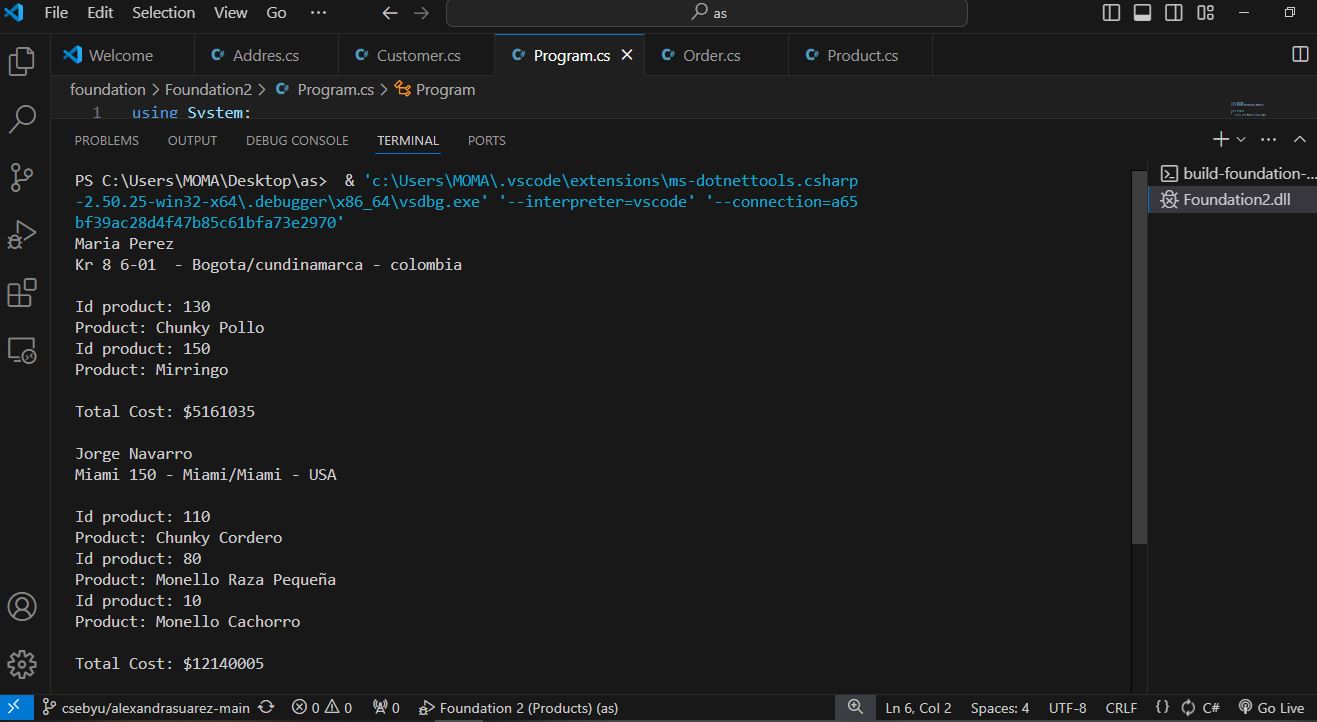 File Edit Selection View Go ··· as
Welcome Addres.cs Customer.cs Program.cs Order.cs Product.cs
foundation > Foundation2 > Program.cs > Program
1 using System;
PROBLEMS OUTPUT DEBUG CONSOLE TERMINAL PORTS
PS C:\Users\MOMA\Desktop\as>  & 'c:\Users\MOMA\.vscode\extensions\ms-dotnettools.csharp
-2.50.25-win32-x64\.debugger\x86_64\vsdbg.exe' '--interpreter=vscode' '--connection=a65
bf39ac28d4f47b85c61bfa73e2970'
Maria Perez
Kr 8 6-01  - Bogota/cundinamarca - colombia
Id product: 130
Product: Chunky Pollo
Id product: 150
Product: Mirringo
Total Cost: $5161035
Jorge Navarro
Miami 150 - Miami/Miami - USA
Id product: 110
Product: Chunky Cordero
Id product: 80
Product: Monello Raza Pequeña
Id product: 10
Product: Monello Cachorro
Total Cost: $12140005
build-foundation-...
Foundation2.dll
csebyu/alexandrasuarez-main 0 0 0 Foundation 2 (Products) (as) Ln 6, Col 2 Spaces: 4 UTF-8 CRLF {} C# Go Live